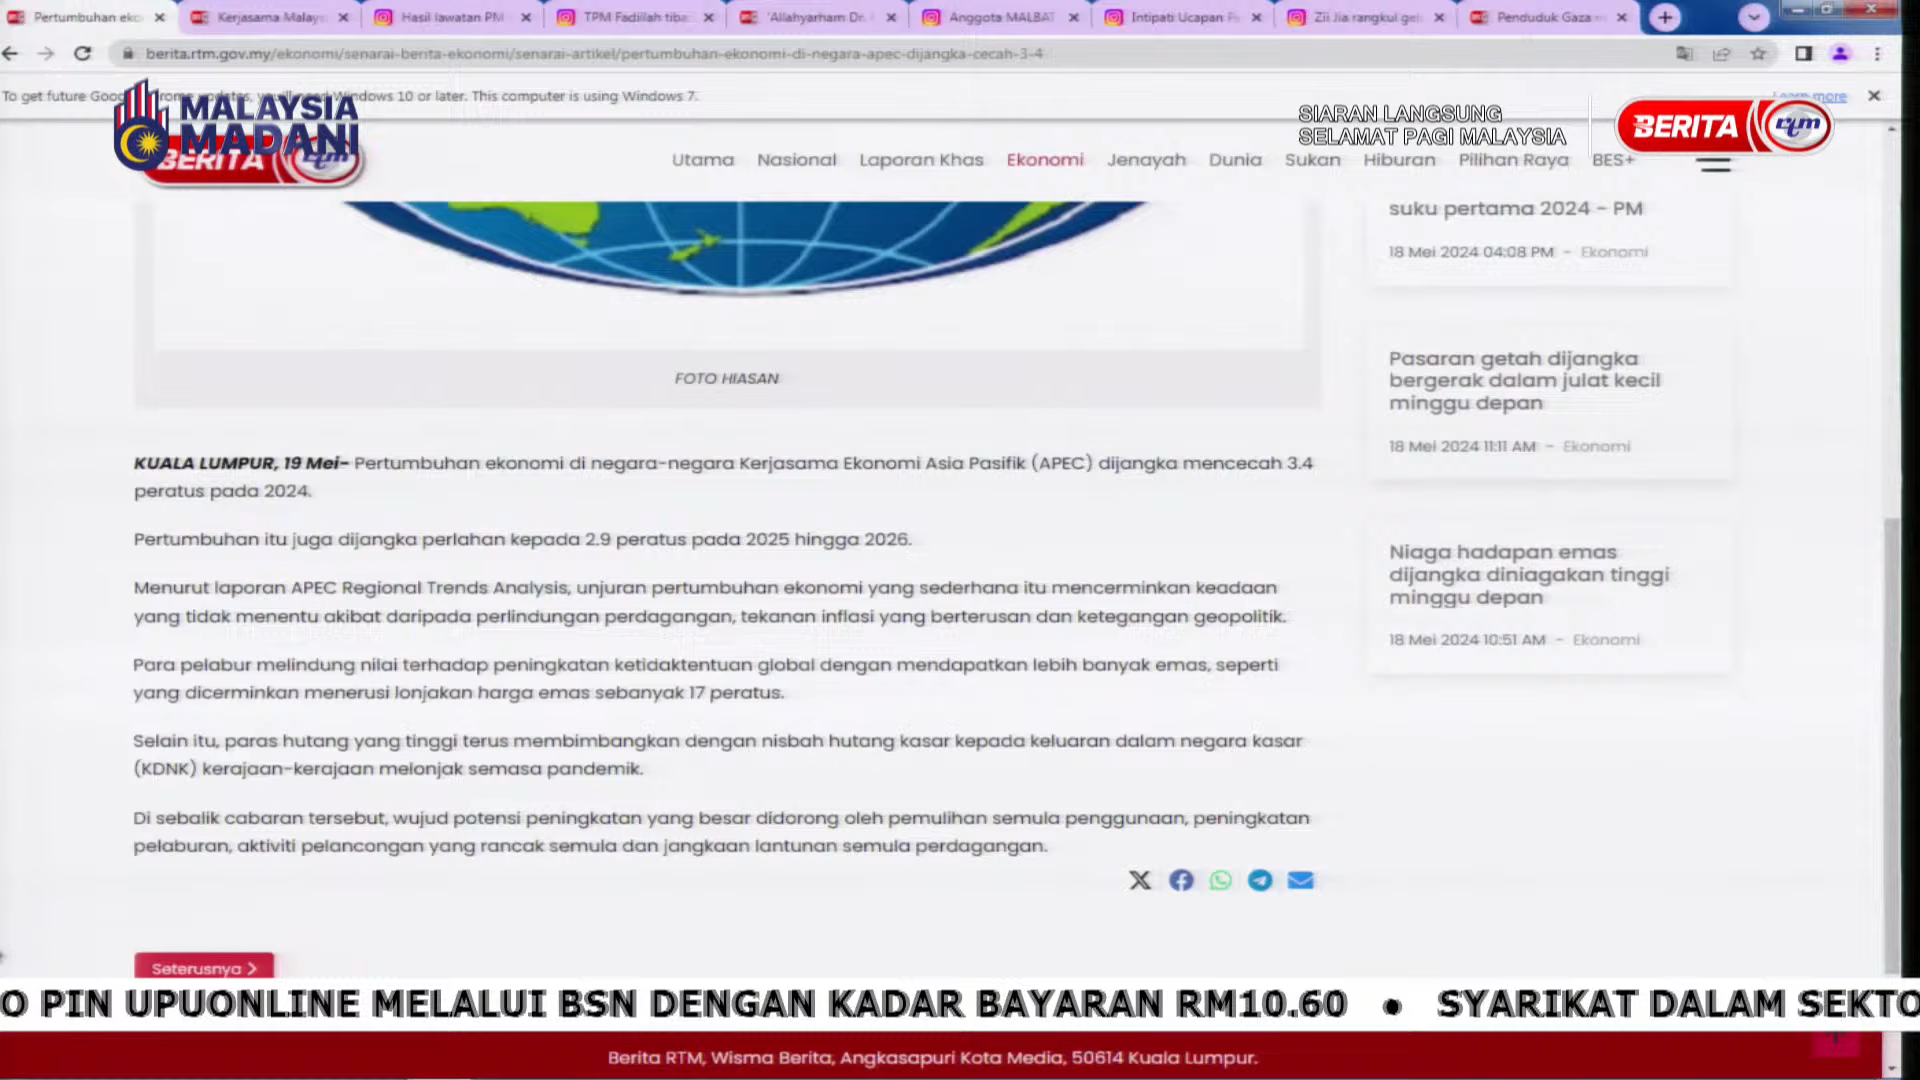 Pertumbuhan eko
Kerjasama Malays
Hasil lawatan PM
TPM Fadillah tiba
'Allahyarham Dr.
Anggota MALBAT
Intipati Ucapan
Zii Jia rangkul gel
Penduduk Gaza
berita.rtm.gov.my/ekonomi/senarai-berita-ekonomi/senarai-artikel/pertumbuhan-ekonomi-di-negara-apec-dijangka-cecah-3-4
To get future Goog rome updates, you'll need Windows 10 or later. This computer is using Windows 7.
Learn more
MALAYSIA
MADANI
SIARAN LANGSUNG
SELAMAT PAGI MALAYSIA
BERITA rtm
BERITA rtm
Utama Nasional Laporan Khas Ekonomi Jenayah Dunia Sukan Hiburan Pilihan Raya BES+
suku pertama 2024 - PM
18 Mei 2024 04:08 PM - Ekonomi
FOTO HIASAN
Pasaran getah dijangka
bergerak dalam julat kecil
minggu depan
18 Mei 2024 11:11 AM - Ekonomi
KUALA LUMPUR, 19 Mei- Pertumbuhan ekonomi di negara-negara Kerjasama Ekonomi Asia Pasifik (APEC) dijangka mencecah 3.4
peratus pada 2024.
Pertumbuhan itu juga dijangka perlahan kepada 2.9 peratus pada 2025 hingga 2026.
Menurut laporan APEC Regional Trends Analysis, unjuran pertumbuhan ekonomi yang sederhana itu mencerminkan keadaan
yang tidak menentu akibat daripada perlindungan perdagangan, tekanan inflasi yang berterusan dan ketegangan geopolitik.
Para pelabur melindung nilai terhadap peningkatan ketidaktentuan global dengan mendapatkan lebih banyak emas, seperti
yang dicerminkan menerusi lonjakan harga emas sebanyak 17 peratus.
Selain itu, paras hutang yang tinggi terus membimbangkan dengan nisbah hutang kasar kepada keluaran dalam negara kasar
(KDNK) kerajaan-kerajaan melonjak semasa pandemik.
Di sebalik cabaran tersebut, wujud potensi peningkatan yang besar didorong oleh pemulihan semula penggunaan, peningkatan
pelaburan, aktiviti pelancongan yang rancak semula dan jangkaan lantunan semula perdagangan.
Niaga hadapan emas
dijangka diniagakan tinggi
minggu depan
18 Mei 2024 10:51 AM - Ekonomi
Seterusnya
O PIN UPUONLINE MELALUI BSN DENGAN KADAR BAYARAN RM10.60 • SYARIKAT DALAM SEKTO
Berita RTM, Wisma Berita, Angkasapuri Kota Media, 50614 Kuala Lumpur.